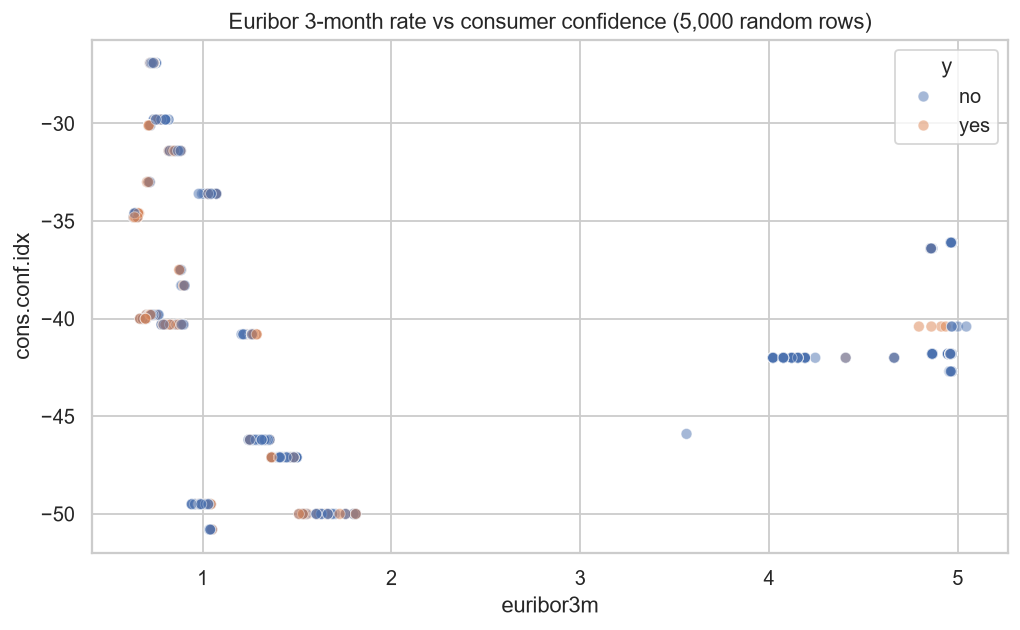 Euribor 3-month rate vs consumer confidence (5,000 random rows)
y
no
yes
−30
−35
−40
−45
−50
cons.conf.idx
1 2 3 4 5
euribor3m